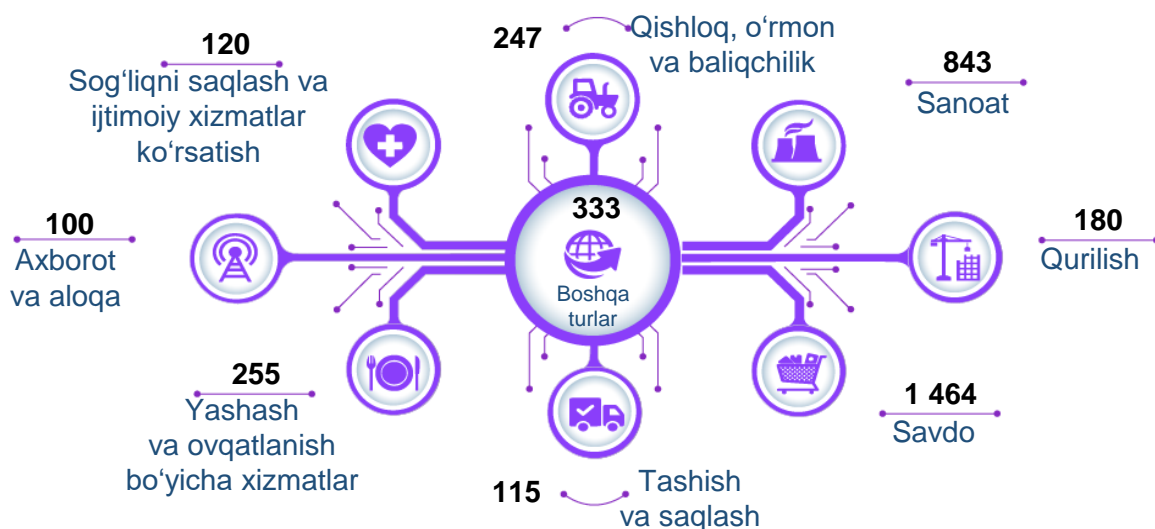 120
Sog‘liqni saqlash va
ijtimoiy xizmatlar
ko‘rsatish
247
Qishloq, o‘rmon
va baliqchilik
843
Sanoat
100
Axborot
va aloqa
333
Boshqa
turlar
180
Qurilish
255
Yashash
va ovqatlanish
bo‘yicha xizmatlar
115
Tashish
va saqlash
1 464
Savdo